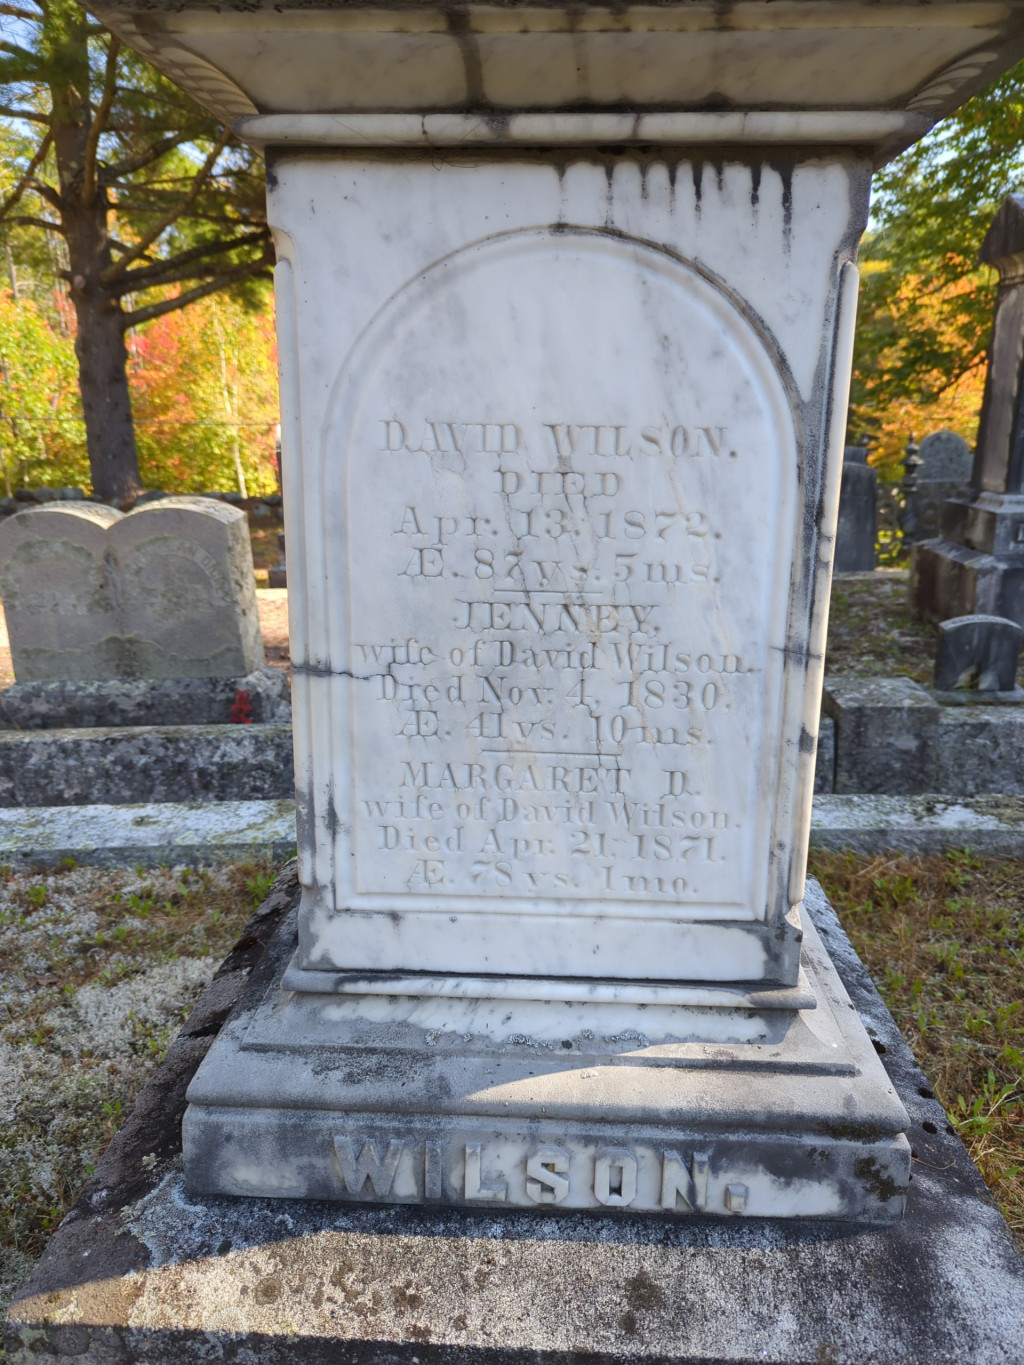 DAVID WILSON.
DIED
Apr. 13. 1872.
Æ. 87 ys. 5 ms.
JENNEY,
wife of David Wilson.
Died Nov. 4, 1830.
Æ. 41 ys. 10 ms.
MARGARET D.
wife of David Wilson.
Died Apr. 21, 1871.
Æ. 78 ys. 1 mo.
WILSON.